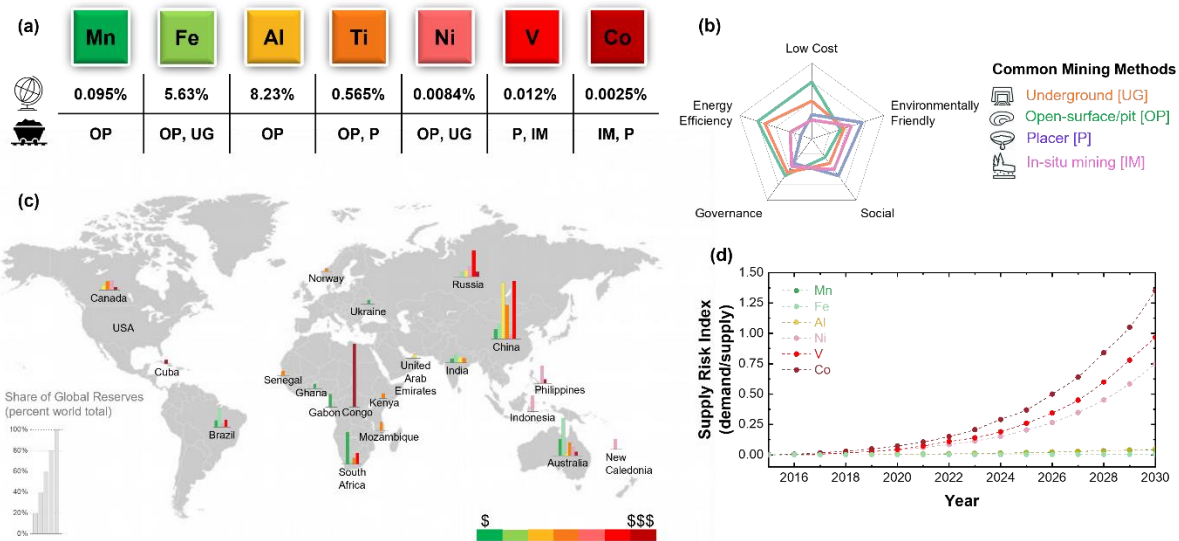 (a)
Mn Fe Al Ti Ni V Co
0.095% 5.63% 8.23% 0.565% 0.0084% 0.012% 0.0025%
OP OP, UG OP OP, P OP, UG P, IM IM, P
(b)
Low Cost
Energy
Efficiency
Environmentally
Friendly
Governance
Social
Common Mining Methods
Underground [UG]
Open-surface/pit [OP]
Placer [P]
In-situ mining [IM]
(c)
Canada
USA
Cuba
Brazil
Norway
Ukraine
Russia
China
Senegal
Ghana
Gabon
Congo
Kenya
Mozambique
South
Africa
United
Arab
Emirates
India
Philippines
Indonesia
Australia
New
Caledonia
Share of Global Reserves
(percent world total)
100%
80%
60%
40%
20%
0%
$ $$$
(d)
Supply Risk Index
(demand/supply)
1.50
1.25
1.00
0.75
0.50
0.25
0.00
Mn
Fe
Al
Ni
V
Co
2016 2018 2020 2022 2024 2026 2028 2030
Year